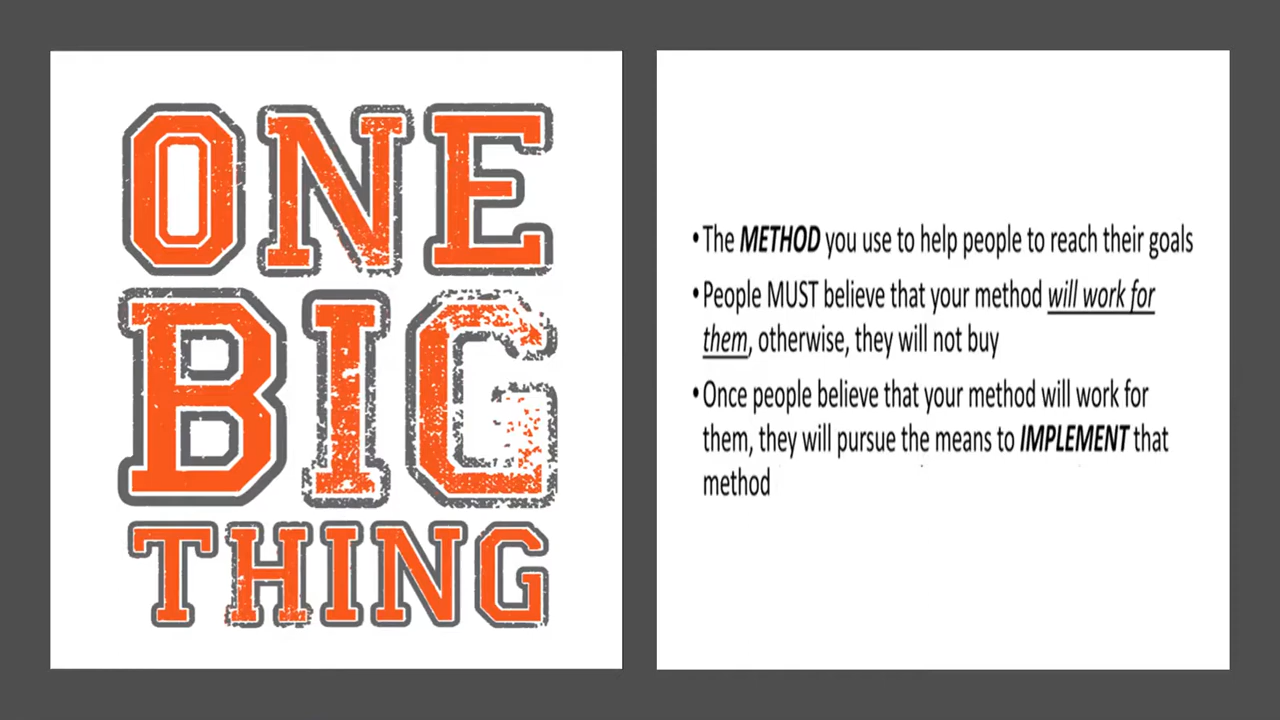 ONE
BIG
THING
•The METHOD you use to help people to reach their goals
•People MUST believe that your method will work for
them, otherwise, they will not buy
•Once people believe that your method will work for
them, they will pursue the means to IMPLEMENT that
method